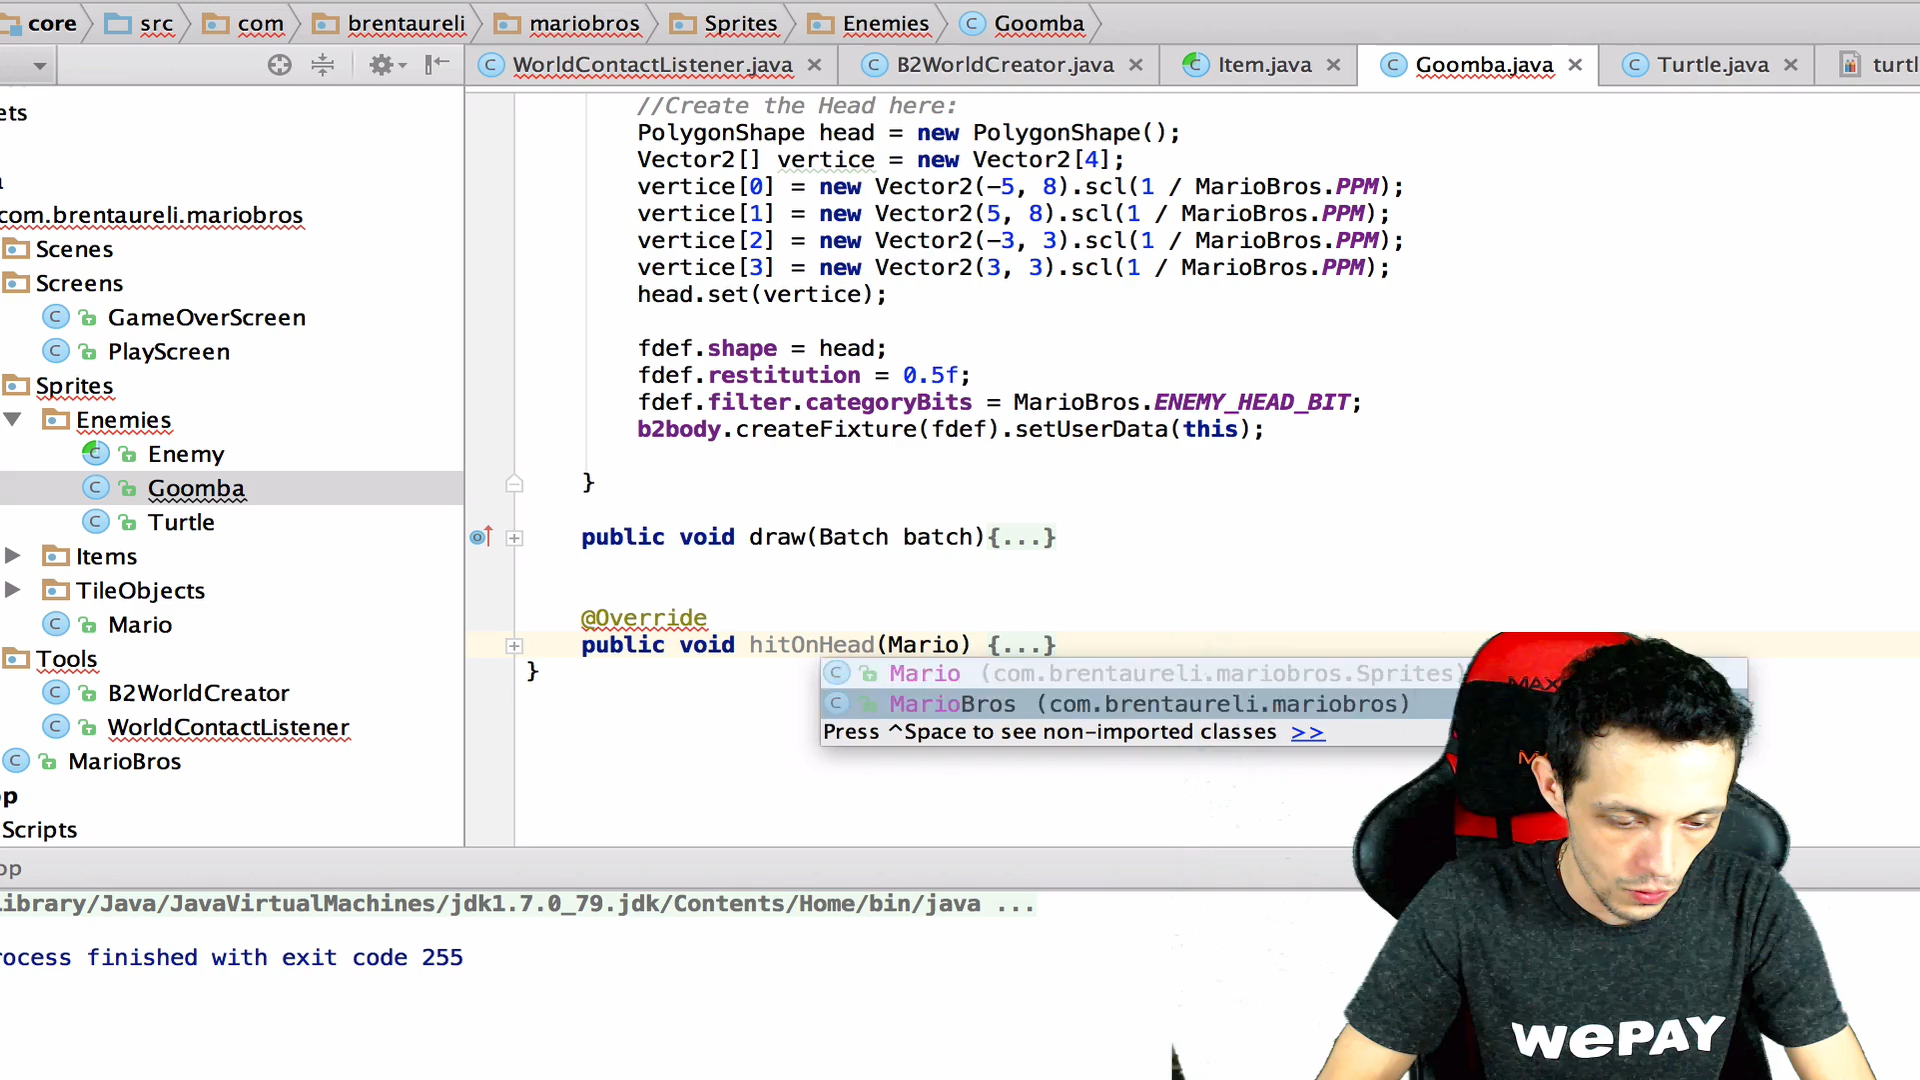 core src com brentaureli mariobros Sprites Enemies Goomba
WorldContactListener.java B2WorldCreator.java Item.java Goomba.java Turtle.java turtl
ets
com.brentaureli.mariobros
Scenes
Screens
GameOverScreen
PlayScreen
Sprites
Enemies
Enemy
Goomba
Turtle
Items
TileObjects
Mario
Tools
B2WorldCreator
WorldContactListener
MarioBros
op
Scripts
//Create the Head here:
PolygonShape head = new PolygonShape();
Vector2[] vertice = new Vector2[4];
vertice[0] = new Vector2(-5, 8).scl(1 / MarioBros.PPM);
vertice[1] = new Vector2(5, 8).scl(1 / MarioBros.PPM);
vertice[2] = new Vector2(-3, 3).scl(1 / MarioBros.PPM);
vertice[3] = new Vector2(3, 3).scl(1 / MarioBros.PPM);
head.set(vertice);
fdef.shape = head;
fdef.restitution = 0.5f;
fdef.filter.categoryBits = MarioBros.ENEMY_HEAD_BIT;
b2body.createFixture(fdef).setUserData(this);
}
public void draw(Batch batch){...}
@Override
public void hitOnHead(Mario) {...}
}
Mario (com.brentaureli.mariobros.Sprites)
MarioBros (com.brentaureli.mariobros)
Press ^Space to see non-imported classes >>
op
ibrary/Java/JavaVirtualMachines/jdk1.7.0_79.jdk/Contents/Home/bin/java ...
rocess finished with exit code 255
wePAY